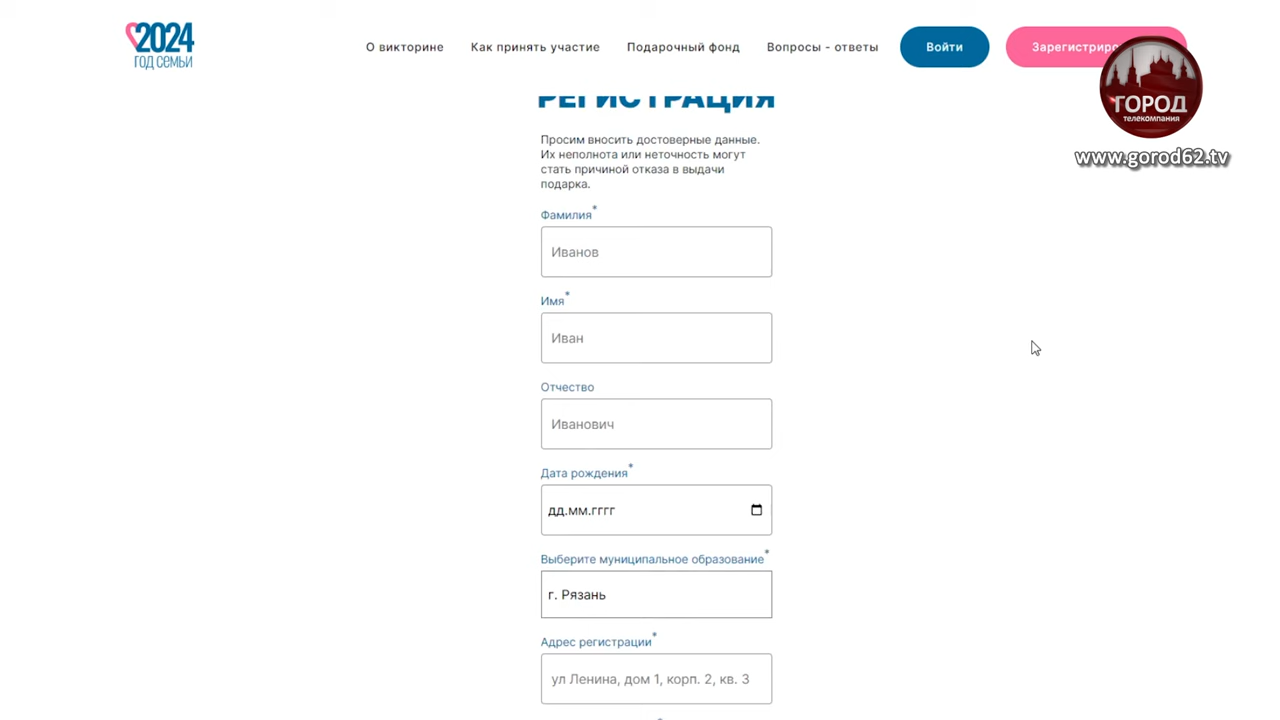 2024
ГОД СЕМЬИ
О викторине
Как принять участие
Подарочный фонд
Вопросы - ответы
Войти
Зарегистриро
ГОРОД
телекомпания
www.gorod62.tv
РЕГИСТРАЦИЯ
Просим вносить достоверные данные.
Их неполнота или неточность могут
стать причиной отказа в выдачи
подарка.
Фамилия*
Иванов
Имя*
Иван
Отчество
Иванович
Дата рождения*
дд.мм.гггг
Выберите муниципальное образование*
г. Рязань
Адрес регистрации*
ул Ленина, дом 1, корп. 2, кв. 3